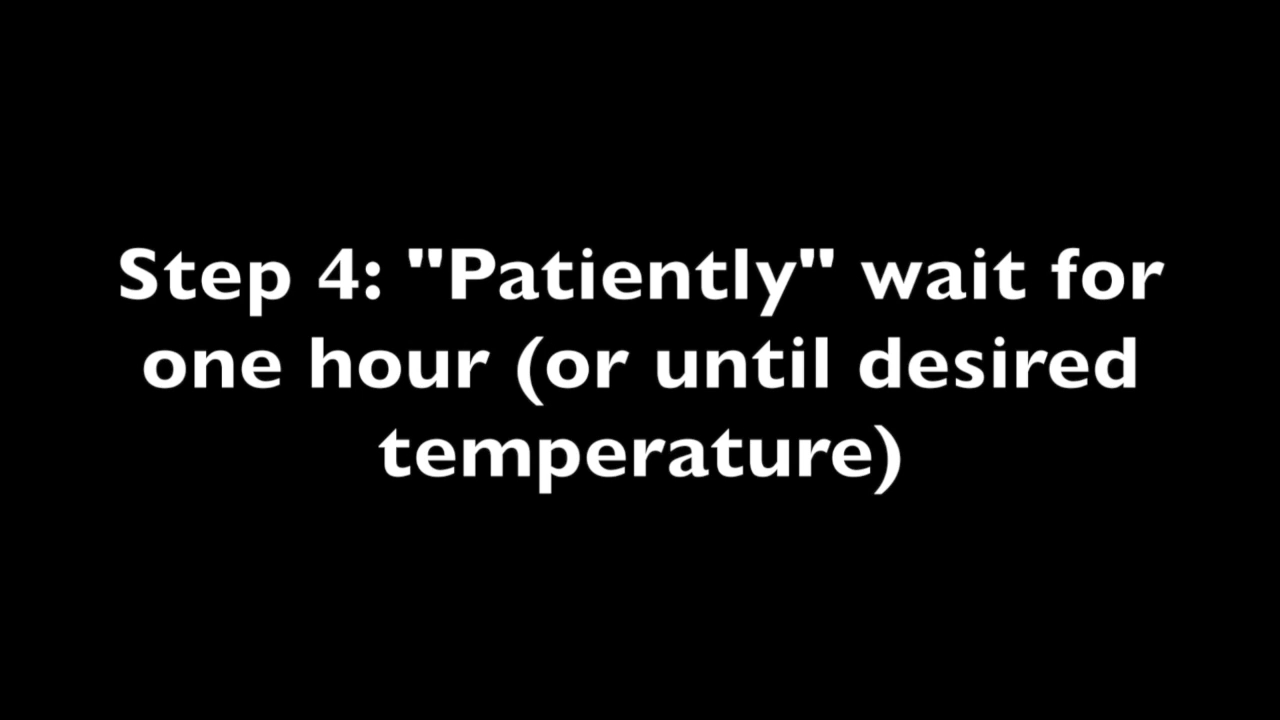 Step 4: "Patiently" wait for
one hour (or until desired
temperature)